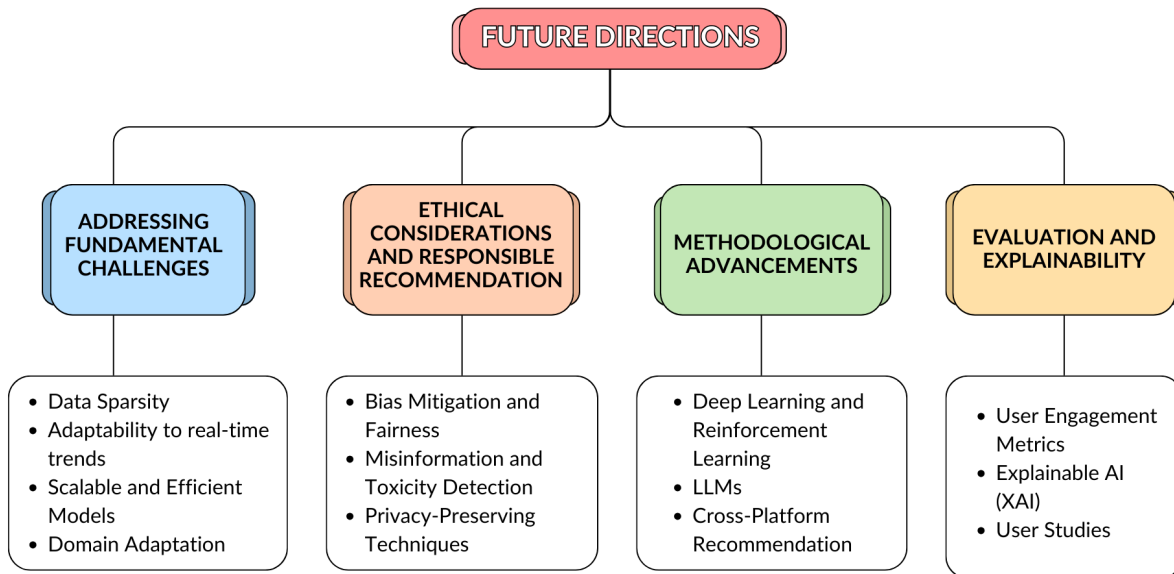 FUTURE DIRECTIONS
ADDRESSING
FUNDAMENTAL
CHALLENGES
ETHICAL
CONSIDERATIONS
AND RESPONSIBLE
RECOMMENDATION
METHODOLOGICAL
ADVANCEMENTS
EVALUATION AND
EXPLAINABILITY
• Data Sparsity
• Adaptability to real-time
trends
• Scalable and Efficient
Models
• Domain Adaptation
• Bias Mitigation and
Fairness
• Misinformation and
Toxicity Detection
• Privacy-Preserving
Techniques
• Deep Learning and
Reinforcement
Learning
• LLMs
• Cross-Platform
Recommendation
• User Engagement
Metrics
• Explainable AI
(XAI)
• User Studies